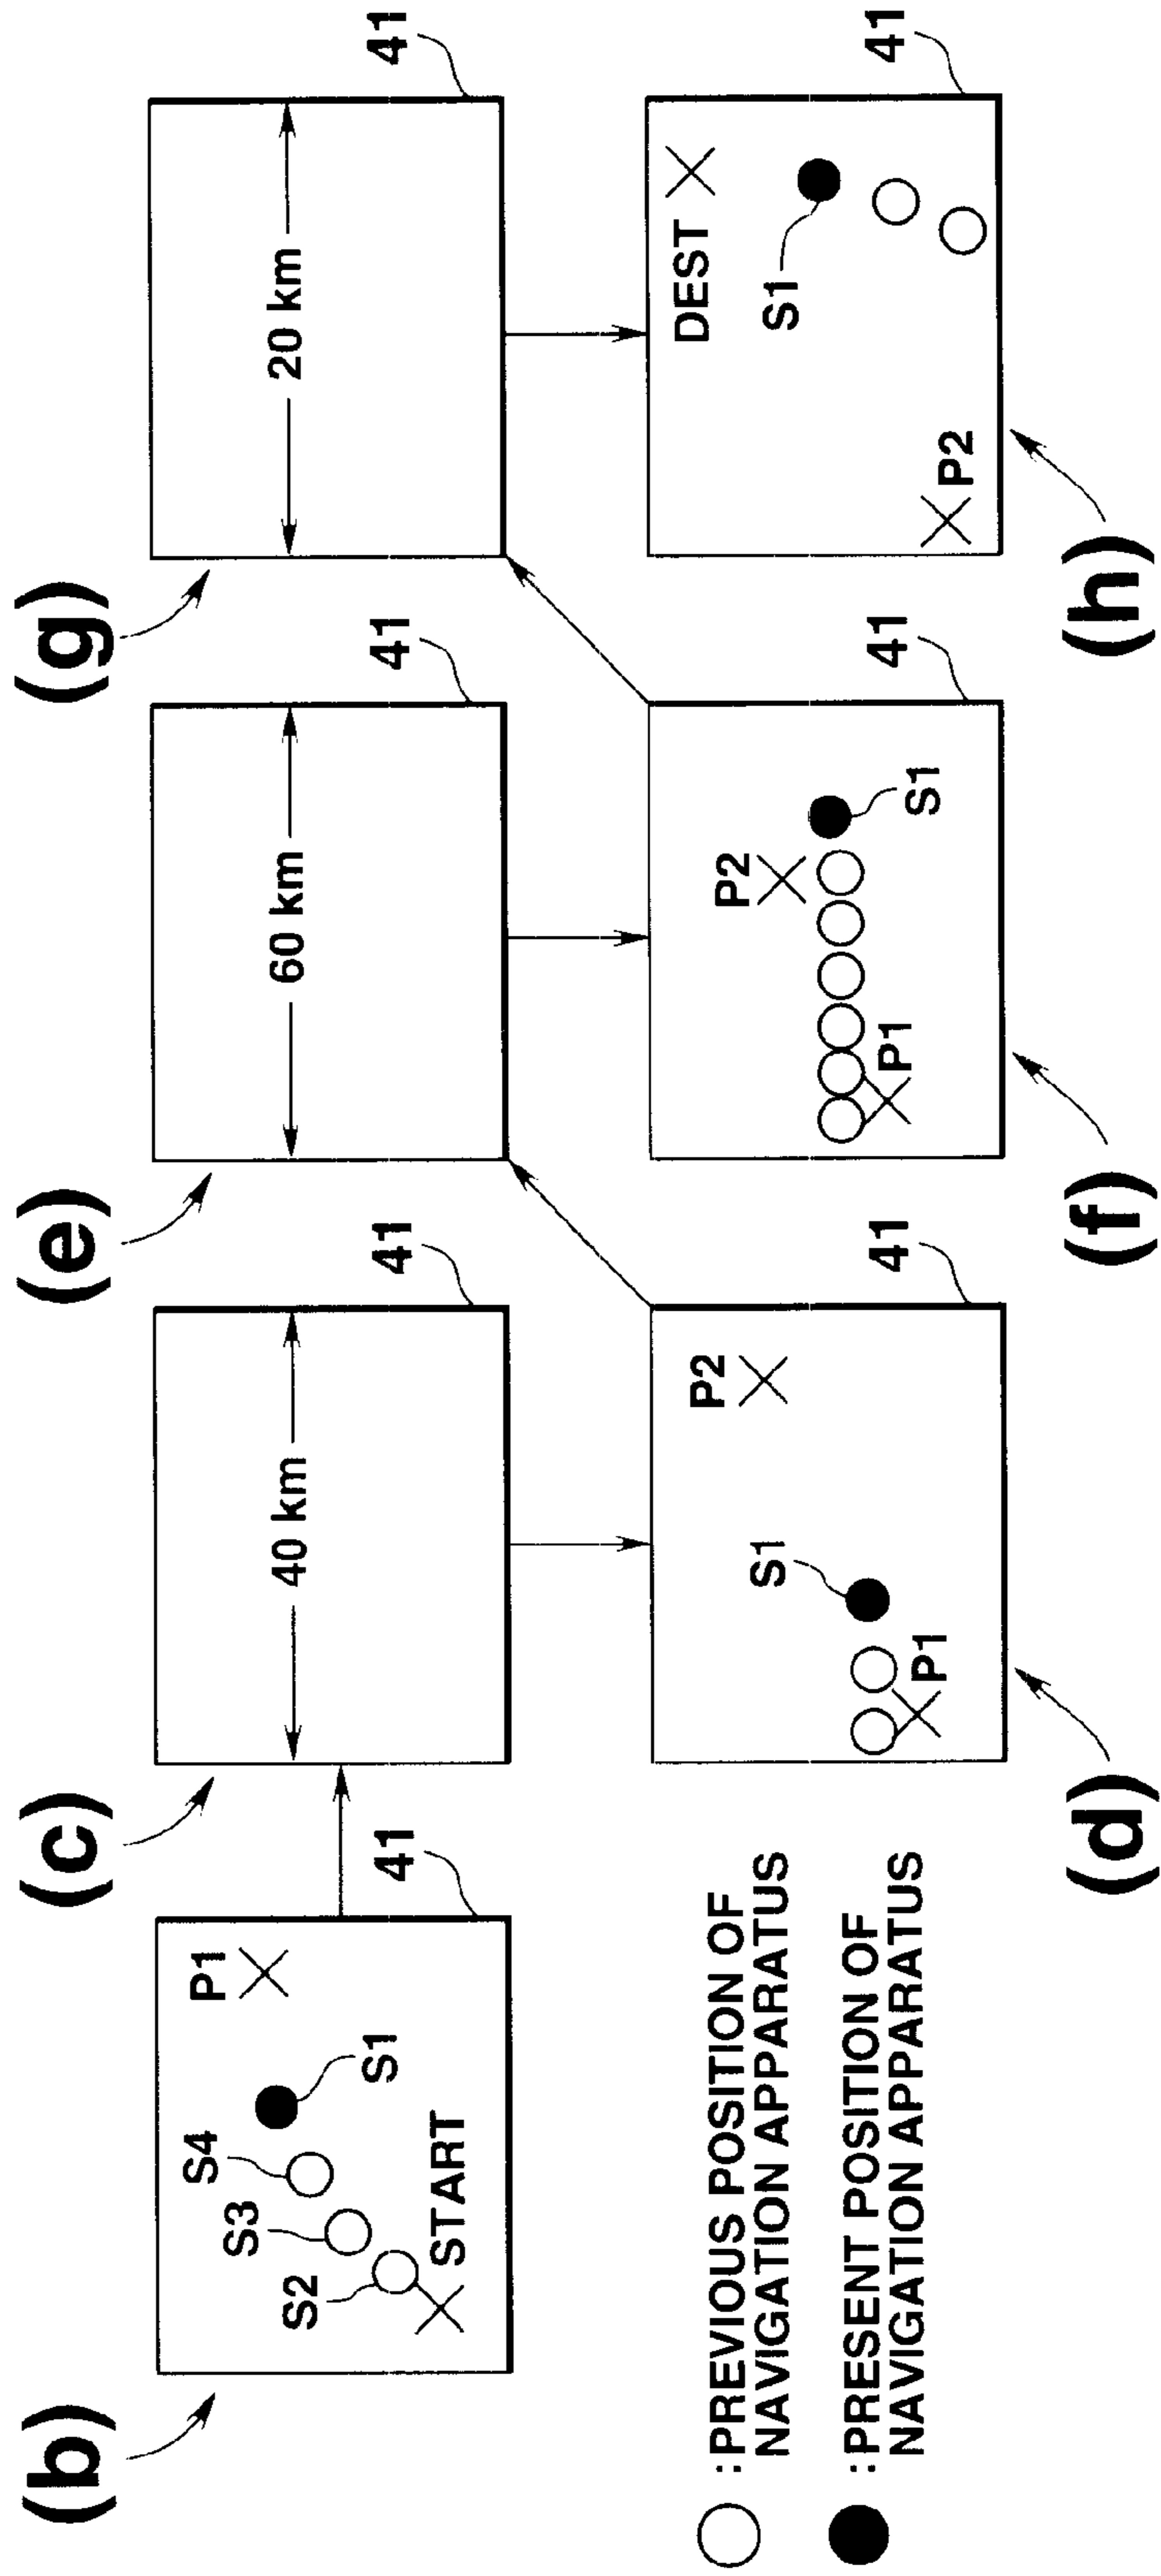 (b)
41
P1
S1
S4
S3
S2
START
(c)
41
40 km
(d)
41
P2
S1
P1
(e)
41
60 km
(f)
41
P2
S1
P1
(g)
41
20 km
(h)
41
DEST
S1
P2
:PREVIOUS POSITION OF
NAVIGATION APPARATUS
:PRESENT POSITION OF
NAVIGATION APPARATUS